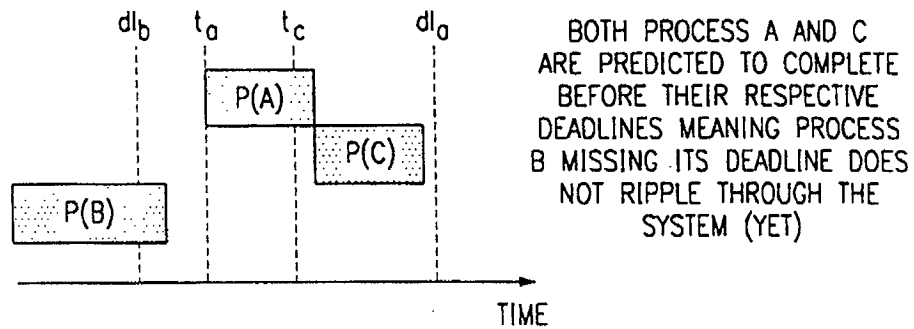 dl_b t_a t_c dl_a
BOTH PROCESS A AND C
ARE PREDICTED TO COMPLETE
BEFORE THEIR RESPECTIVE
DEADLINES MEANING PROCESS
B MISSING ITS DEADLINE DOES
NOT RIPPLE THROUGH THE
SYSTEM (YET)
P(A)
P(C)
P(B)
TIME